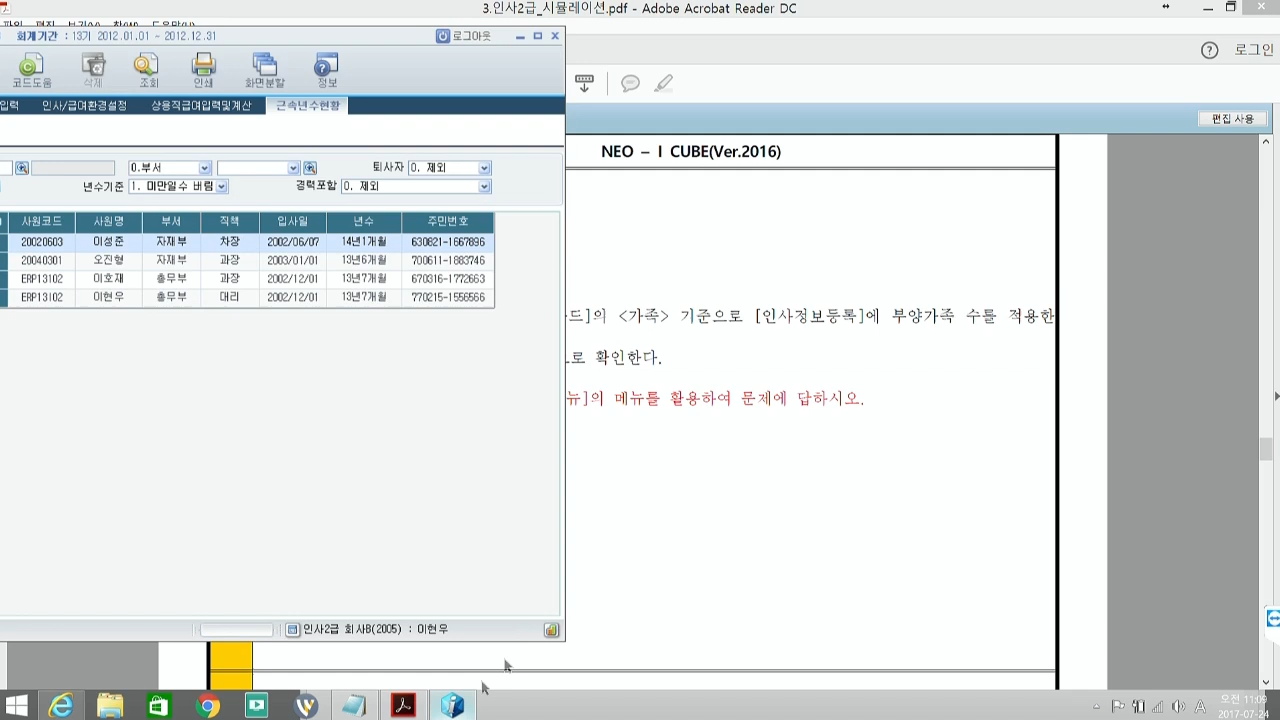 3.인사2급_시뮬레이션.pdf - Adobe Acrobat Reader DC
회계기간 : 13기 2012.01.01 ~ 2012.12.31
로그아웃
로그인
코드도움 삭제 조회 인쇄 화면분할 정보
입력 인사/급여환경설정 상용직급여입력및계산 근속년수현황
편집 사용
NEO – I CUBE(Ver.2016)
0.부서 퇴사자 0. 제외
년수기준 1. 미만일수 버림 경력포함 0. 제외
사원코드 사원명 부서 직책 입사일 년수 주민번호
20020603 이성준 자재부 차장 2002/06/07 14년1개월 630821-1667896
20040301 오진형 자재부 과장 2003/01/01 13년6개월 700611-1883746
ERP13102 이호재 총무부 과장 2002/12/01 13년7개월 670316-1772663
ERP13102 이현우 총무부 대리 2002/12/01 13년7개월 770215-1556566
드]의 <가족> 기준으로 [인사정보등록]에 부양가족 수를 적용한
으로 확인한다.
뉴]의 메뉴를 활용하여 문제에 답하시오.
인사2급 회사B(2005) : 이현우
A
오전 11:09
2017-07-24